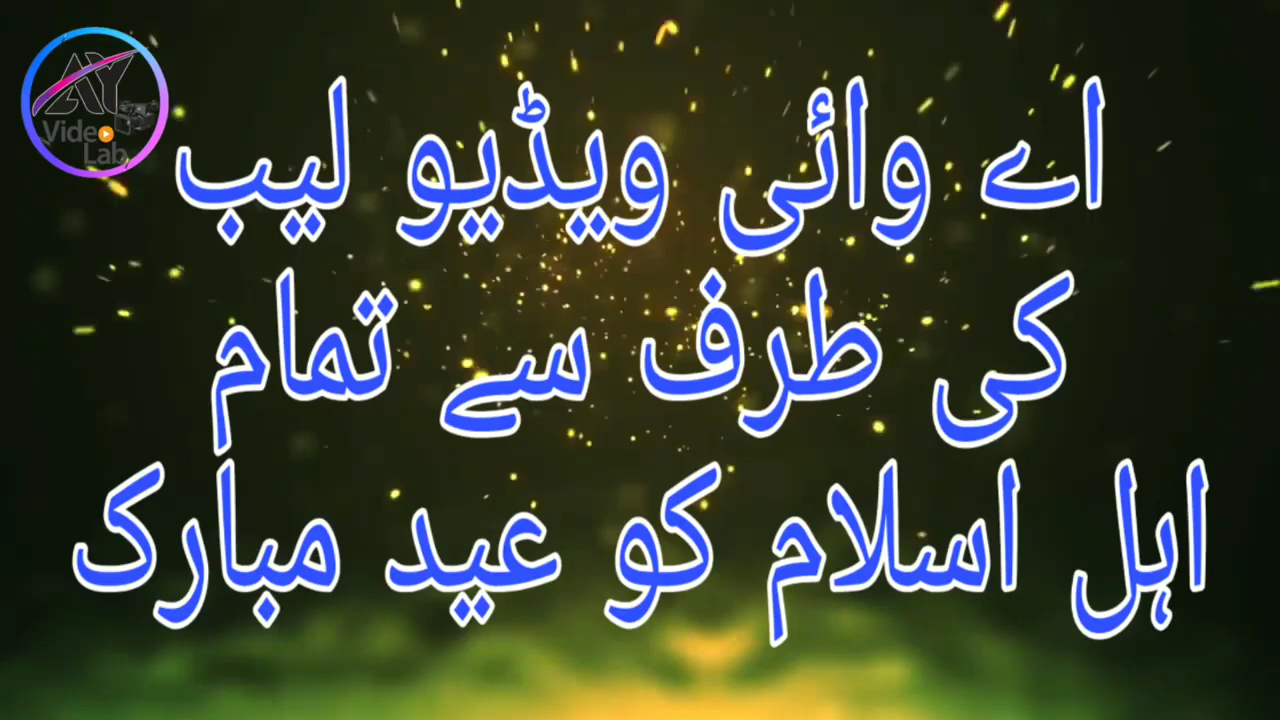 AY
Video
Lab
اے وائی ویڈیو لیب
کی طرف سے تمام
اہل اسلام کو عید مبارک